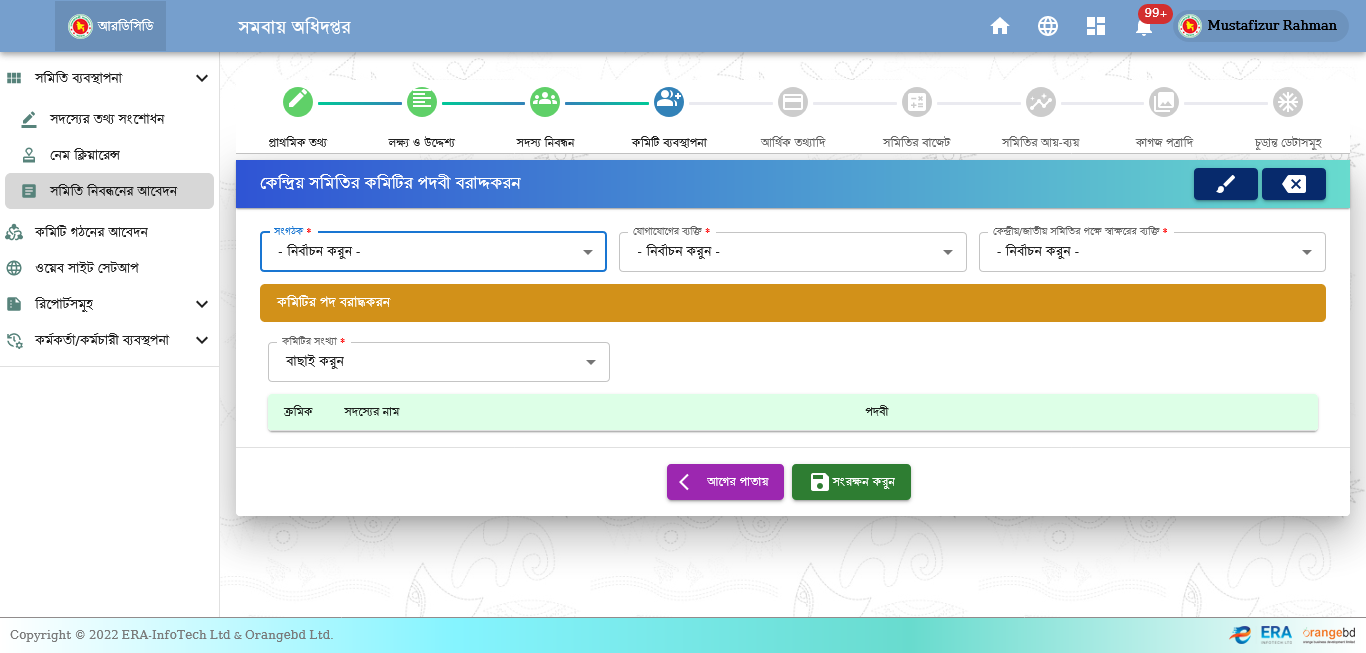 আরডিসিডি
সমবায় অধিদপ্তর
99+
Mustafizur Rahman
সমিতি ব্যবস্থাপনা
সদস্যের তথ্য সংশোধন
নেম ক্লিয়ারেন্স
সমিতি নিবন্ধনের আবেদন
কমিটি গঠনের আবেদন
ওয়েব সাইট সেটআপ
রিপোর্টসমুহ
কর্মকর্তা/কর্মচারী ব্যবস্থপনা
প্রাথমিক তথ্য
লক্ষ্য ও উদ্দেশ্য
সদস্য নিবন্ধন
কমিটি ব্যবস্থাপনা
আর্থিক তথ্যাদি
সমিতির বাজেট
সমিতির আয়-ব্যয়
কাগজ পত্রাদি
চুড়ান্ত ডেটাসমুহ
কেন্দ্রিয় সমিতির কমিটির পদবী বরাদ্দকরন
সংগঠক *
- নির্বাচন করুন -
যোগাযোগের ব্যক্তি *
- নির্বাচন করুন -
কেন্দ্রীয়/জাতীয় সমিতির পক্ষে স্বাক্ষরের ব্যক্তি *
- নির্বাচন করুন -
কমিটির পদ বরাদ্ধকরন
কমিটির সংখ্যা *
বাছাই করুন
ক্রমিক
সদস্যের নাম
পদবী
আগের পাতায়
সংরক্ষন করুন
Copyright © 2022 ERA-InfoTech Ltd & Orangebd Ltd.
ERA
INFOTECH LTD
orangebd